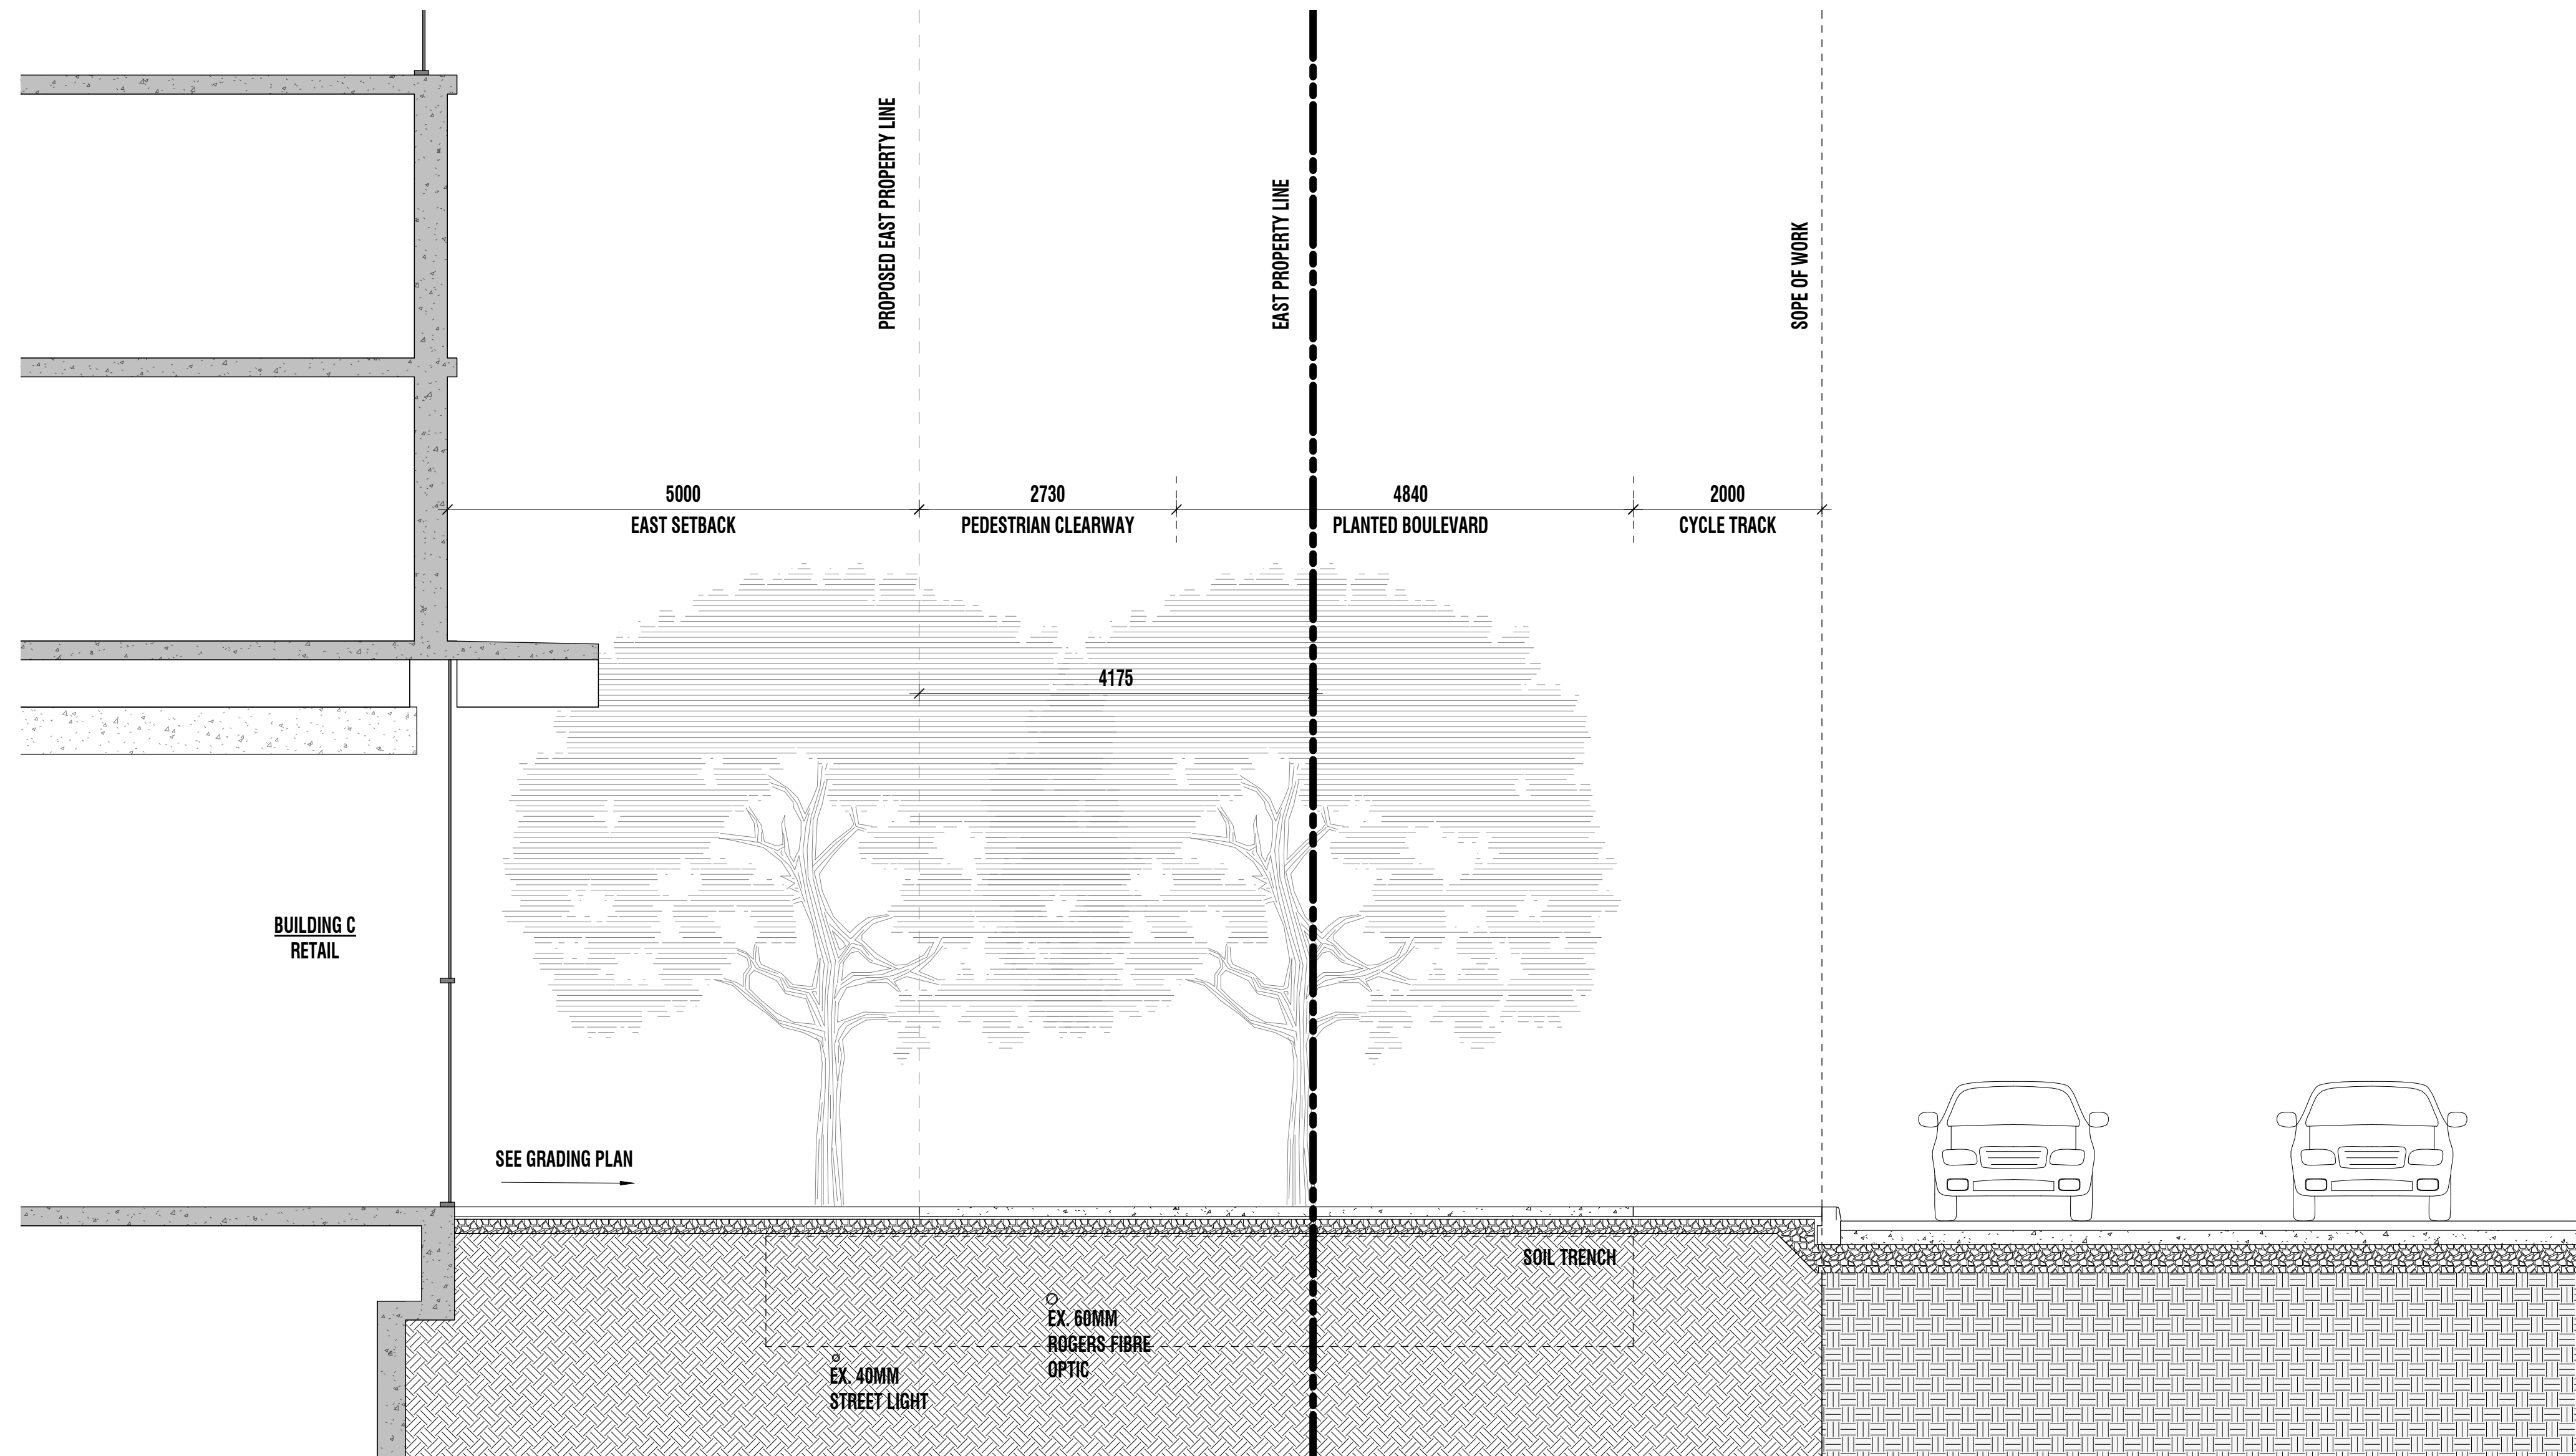 PROPOSED EAST PROPERTY LINE
EAST PROPERTY LINE
SOPE OF WORK
5000
EAST SETBACK
2730
PEDESTRIAN CLEARWAY
4840
PLANTED BOULEVARD
2000
CYCLE TRACK
4175
BUILDING C
RETAIL
SEE GRADING PLAN
SOIL TRENCH
EX. 60MM
ROGERS FIBRE
OPTIC
EX. 40MM
STREET LIGHT